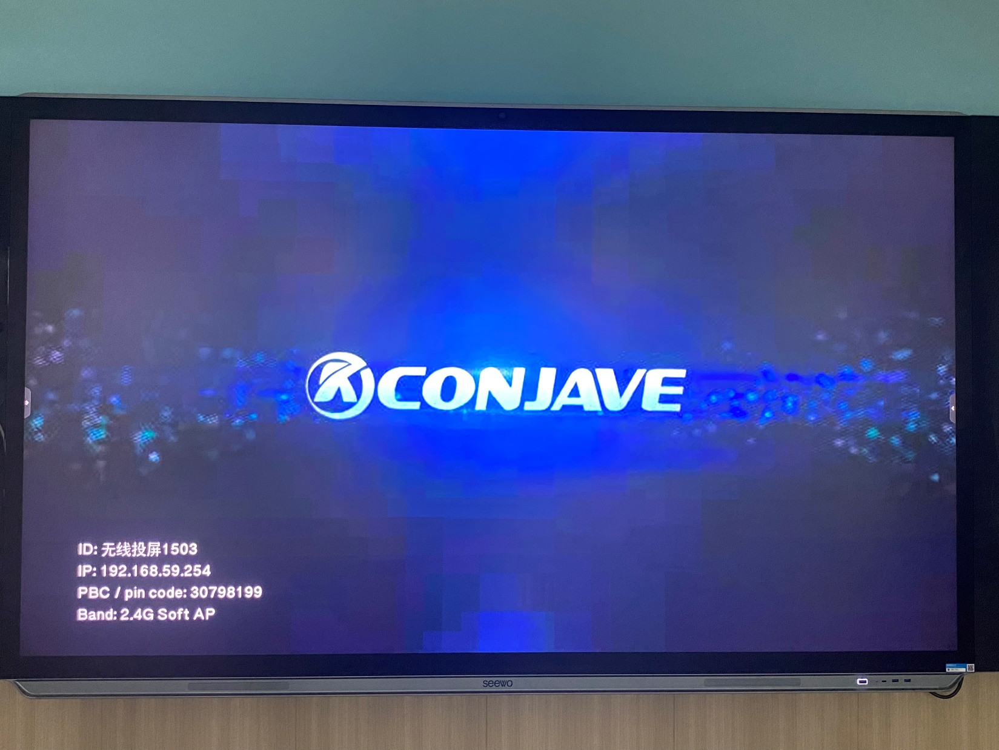 CONJAVE
ID: 无线投屏1503
IP: 192.168.59.254
PBC / pin code: 30798199
Band: 2.4G Soft AP
seewo